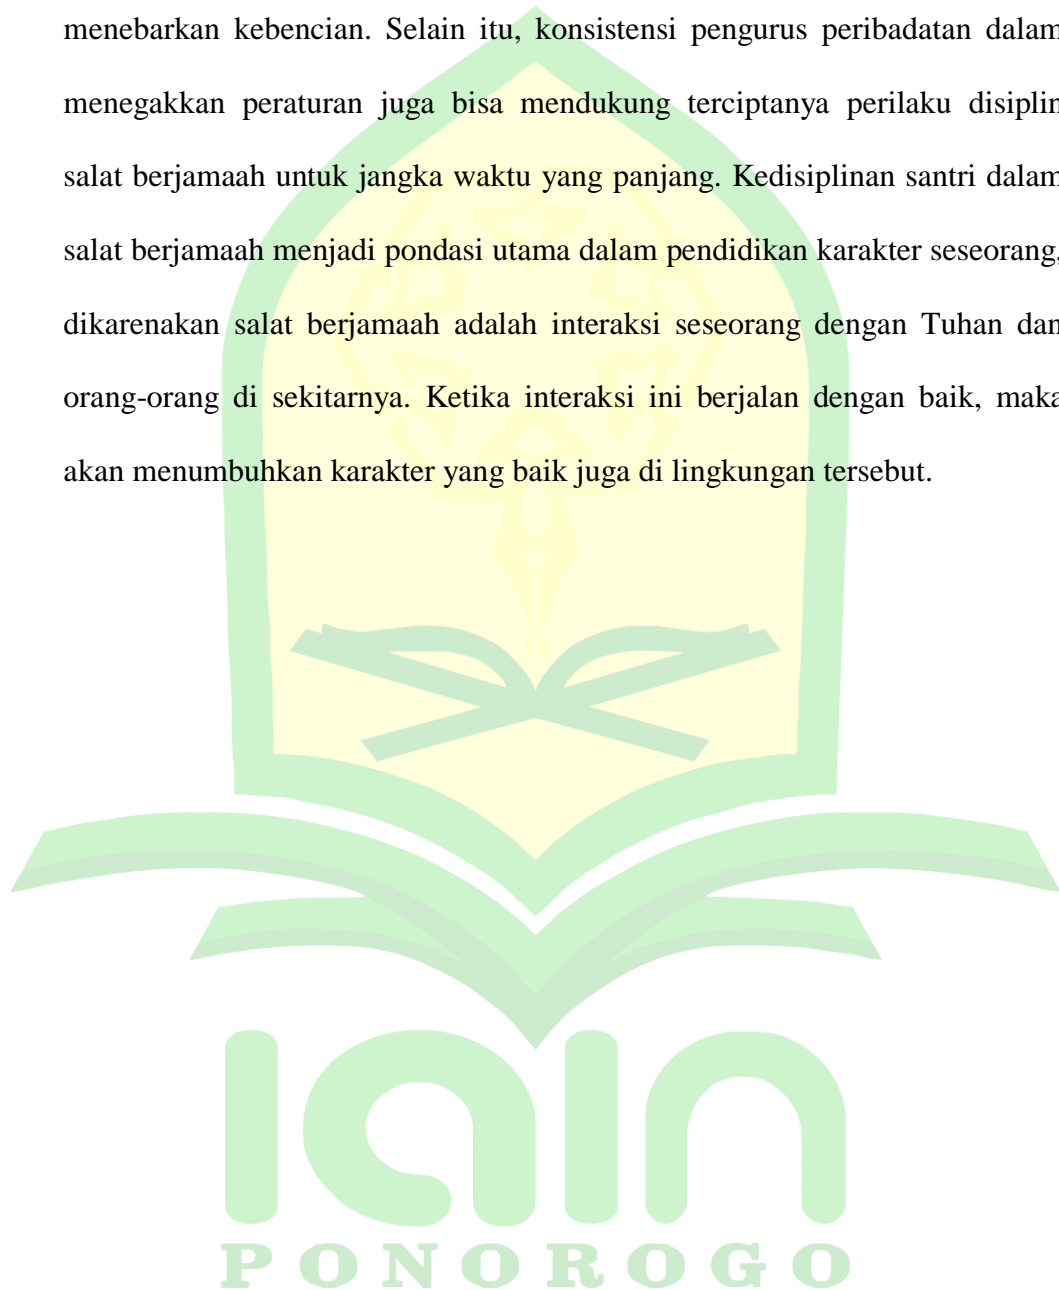 menebarkan kebencian. Selain itu, konsistensi pengurus peribadatan dalam
menegakkan peraturan juga bisa mendukung terciptanya perilaku disiplin
salat berjamaah untuk jangka waktu yang panjang. Kedisiplinan santri dalam
salat berjamaah menjadi pondasi utama dalam pendidikan karakter seseorang,
dikarenakan salat berjamaah adalah interaksi seseorang dengan Tuhan dan
orang-orang di sekitarnya. Ketika interaksi ini berjalan dengan baik, maka
akan menumbuhkan karakter yang baik juga di lingkungan tersebut.
IAIN
PONOROGO